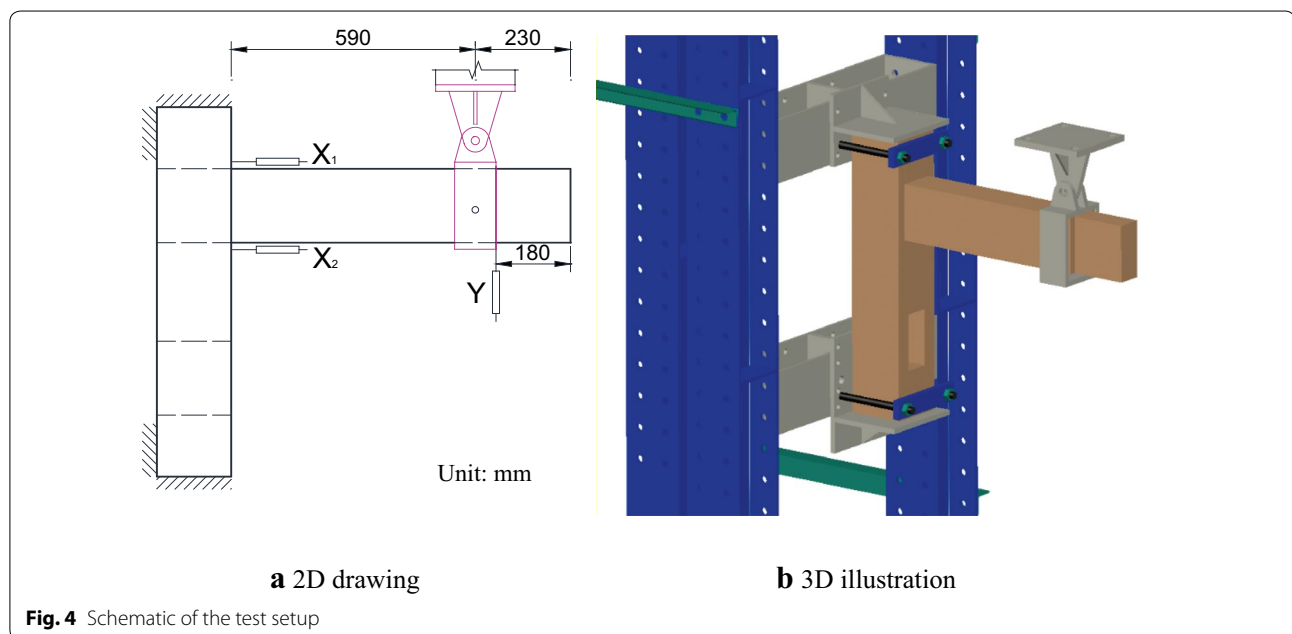 590 230
X1
X2
180
Y
Unit: mm
a 2D drawing b 3D illustration
Fig. 4 Schematic of the test setup